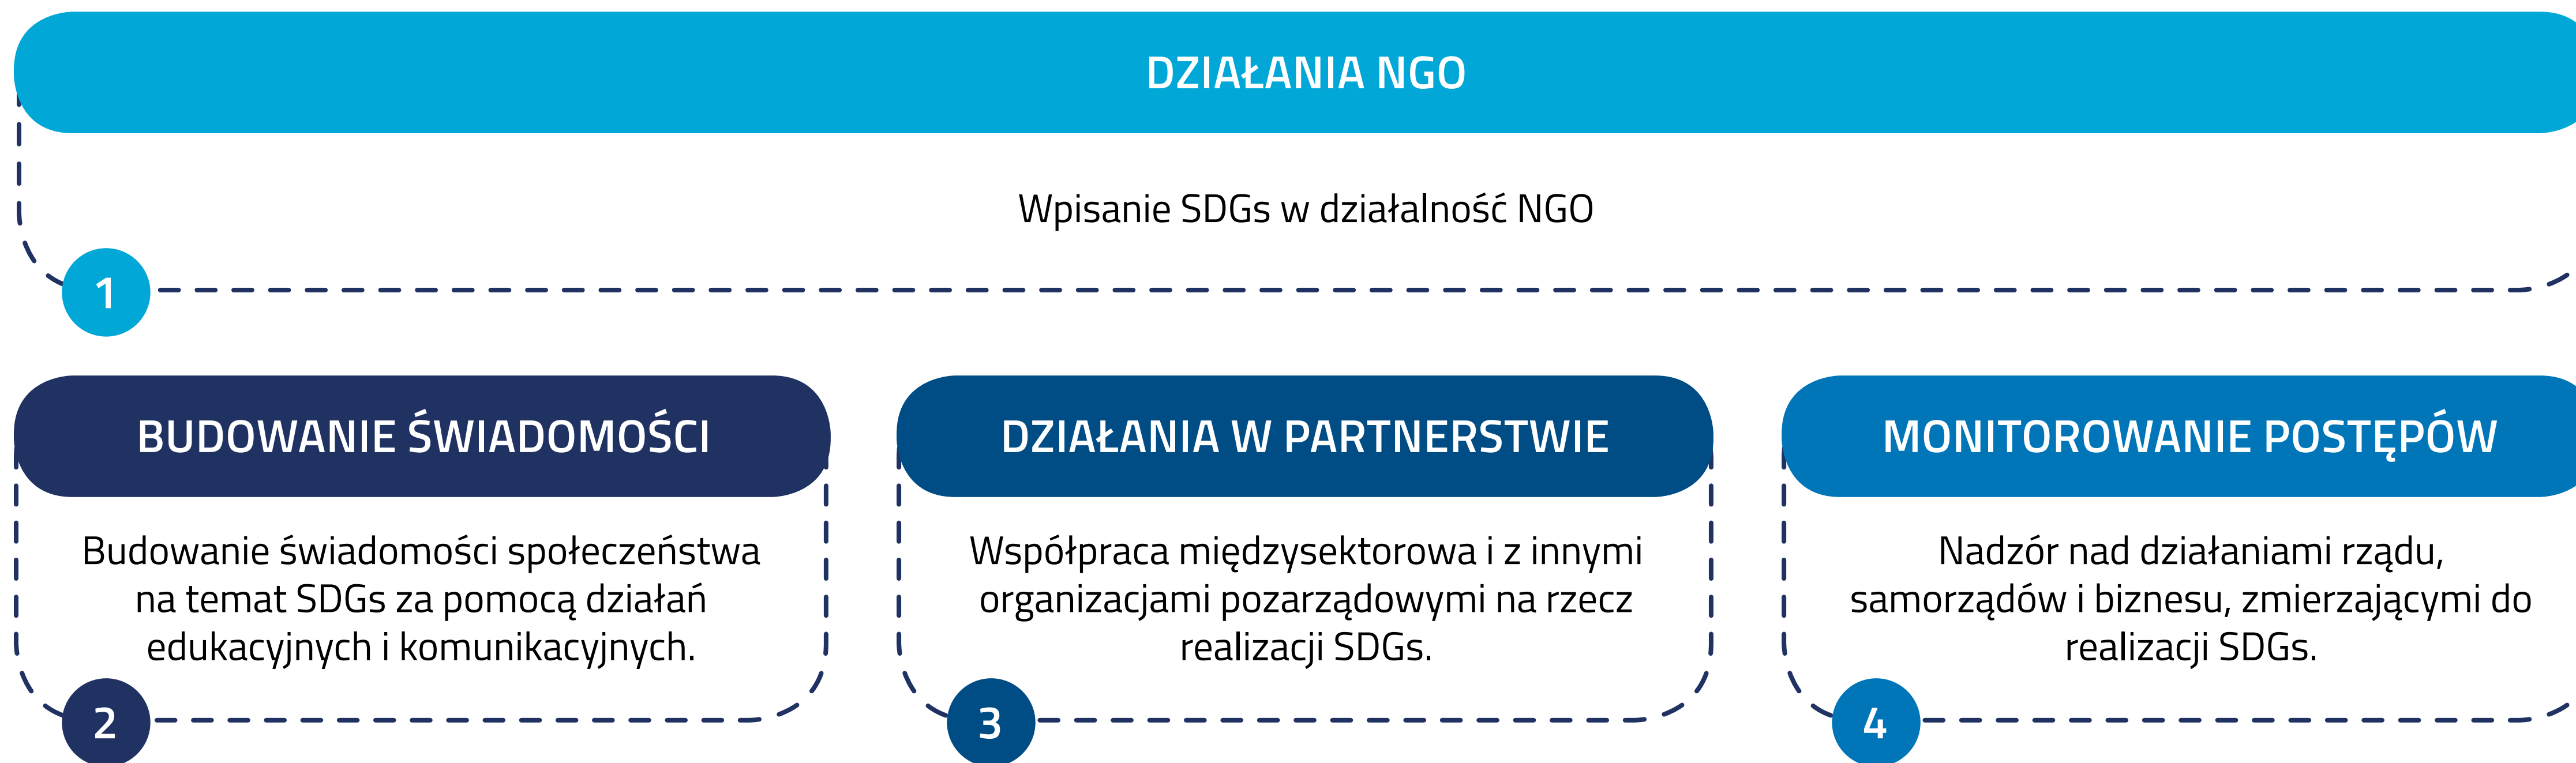 DZIAŁANIA NGO
Wpisanie SDGs w działalność NGO
1
BUDOWANIE ŚWIADOMOŚCI
Budowanie świadomości społeczeństwa
na temat SDGs za pomocą działań
edukacyjnych i komunikacyjnych.
2
DZIAŁANIA W PARTNERSTWIE
Współpraca międzysektorowa i z innymi
organizacjami pozarządowymi na rzecz
realizacji SDGs.
3
MONITOROWANIE POSTĘPÓW
Nadzór nad działaniami rządu,
samorządów i biznesu, zmierzającymi do
realizacji SDGs.
4